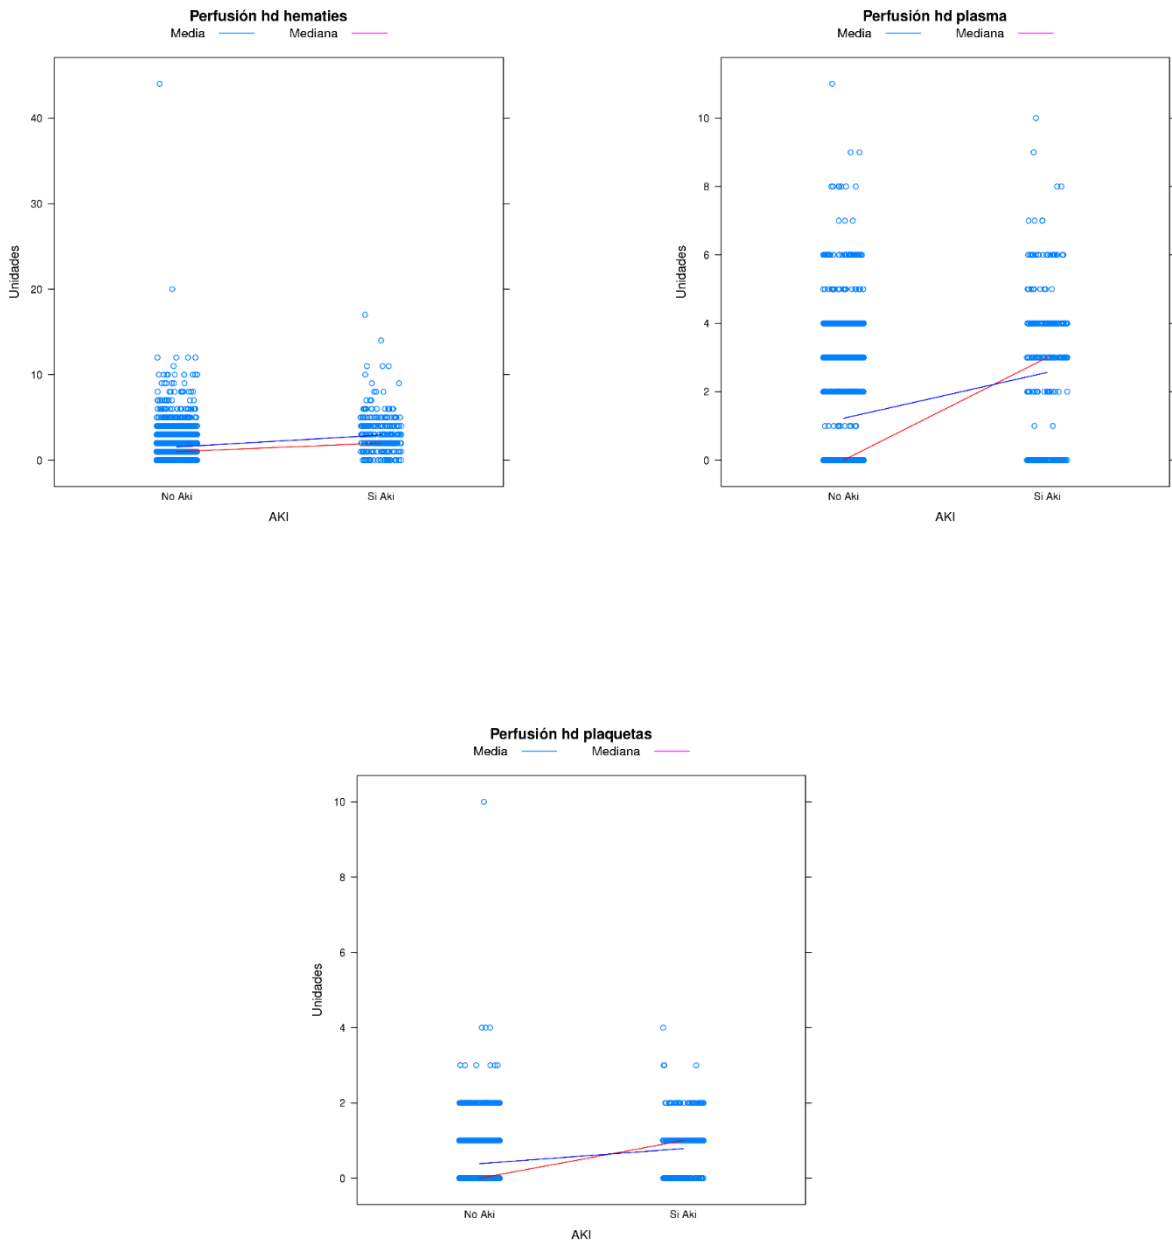 Perfusión hd hematies
Media Mediana
40
30
20
10
0
Unidades
No Aki Si Aki
AKI
Perfusión hd plasma
Media Mediana
10
8
6
4
2
0
Unidades
No Aki Si Aki
AKI
Perfusión hd plaquetas
Media Mediana
10
8
6
4
2
0
Unidades
No Aki Si Aki
AKI